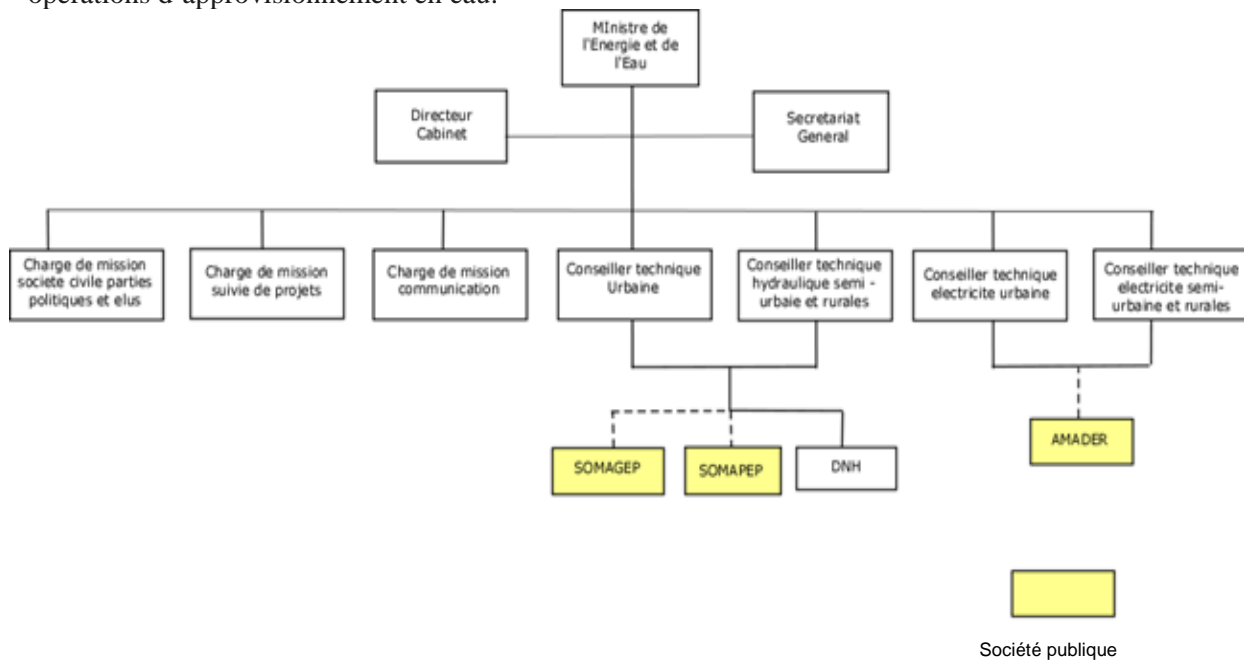 opérations d'approvisionnement en eau.
MInistre de
l'Energie et de
l'Eau
Directeur
Cabinet
Secretariat
General
Charge de mission
societe civile parties
politiques et elus
Charge de mission
suivie de projets
Charge de mission
communication
Conseiller technique
Urbaine
Conseiller technique
hydraulique semi -
urbaie et rurales
Conseiller technique
electricite urbaine
Conseiller technique
electricite semi-
urbaine et rurales
SOMAGEP
SOMAPEP
DNH
AMADER
Société publique